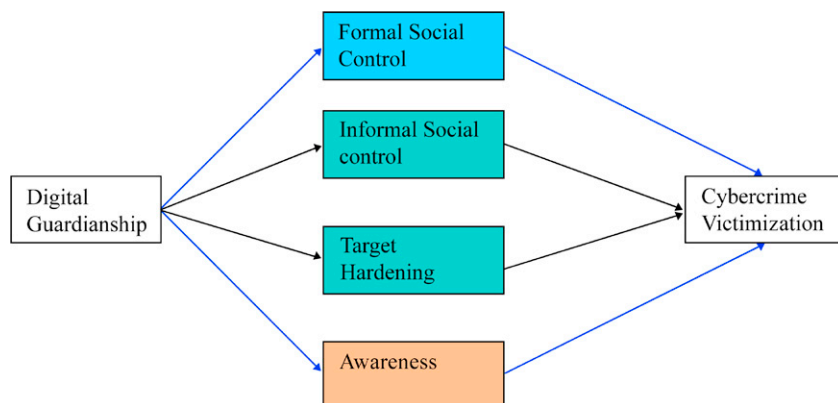 Formal Social
Control
Informal Social
control
Digital
Guardianship
Cybercrime
Victimization
Target
Hardening
Awareness